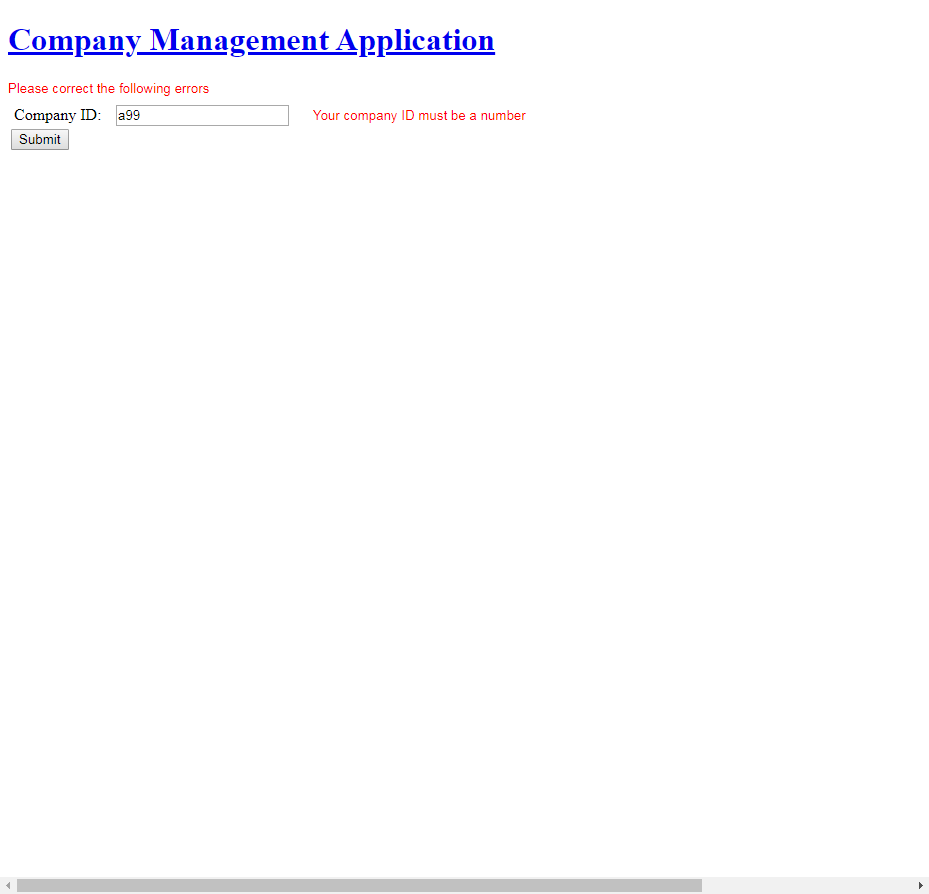 Company Management Application
Please correct the following errors
Company ID: a99 Your company ID must be a number
Submit